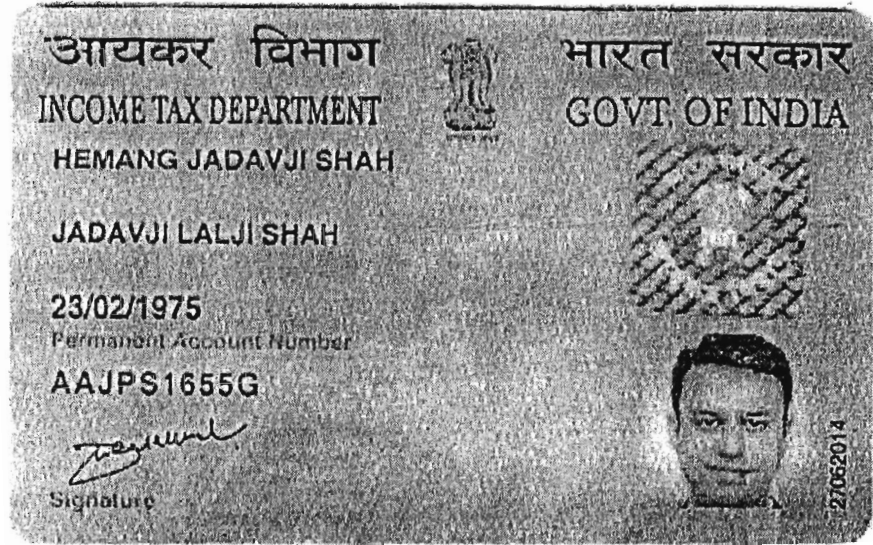 आयकर विभाग
भारत सरकार
INCOME TAX DEPARTMENT
GOVT. OF INDIA
HEMANG JADAVJI SHAH
JADAVJI LALJI SHAH
23/02/1975
Permanent Account Number
AAJPS1655G
Signature
27052014